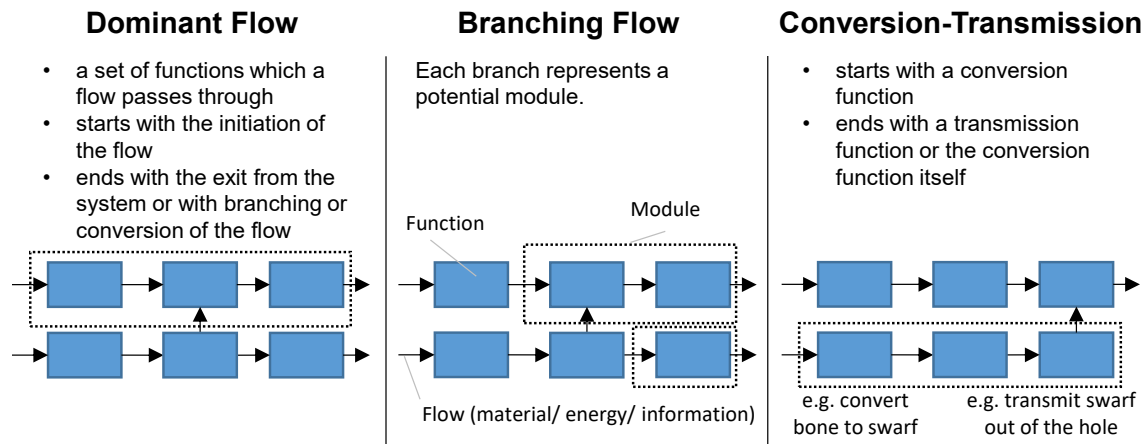 Dominant Flow
• a set of functions which a
flow passes through
• starts with the initiation of
the flow
• ends with the exit from the
system or with branching or
conversion of the flow
Branching Flow
Each branch represents a
potential module.
Function
Module
Flow (material/ energy/ information)
Conversion-Transmission
• starts with a conversion
function
• ends with a transmission
function or the conversion
function itself
e.g. convert
bone to swarf
e.g. transmit swarf
out of the hole